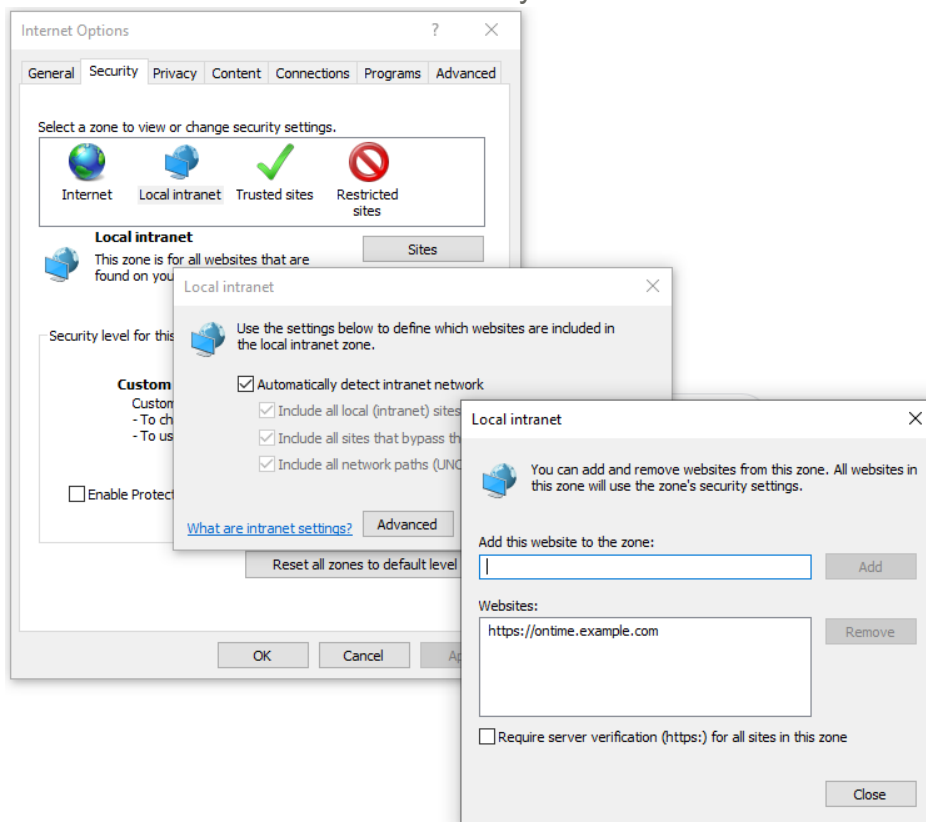 Internet Options
?
General Security Privacy Content Connections Programs Advanced
Select a zone to view or change security settings.
Internet Local intranet Trusted sites Restricted
sites
Local intranet
This zone is for all websites that are
found on you
Sites
Security level for this
Custom
Custom
- To ch
- To us
Enable Protect
Reset all zones to default level
OK Cancel Ap
Local intranet
Use the settings below to define which websites are included in
the local intranet zone.
Automatically detect intranet network
Include all local (intranet) sites
Include all sites that bypass th
Include all network paths (UNC
What are intranet settings? Advanced
Local intranet
You can add and remove websites from this zone. All websites in
this zone will use the zone's security settings.
Add this website to the zone:
Add
Websites:
https://ontime.example.com
Remove
Require server verification (https:) for all sites in this zone
Close